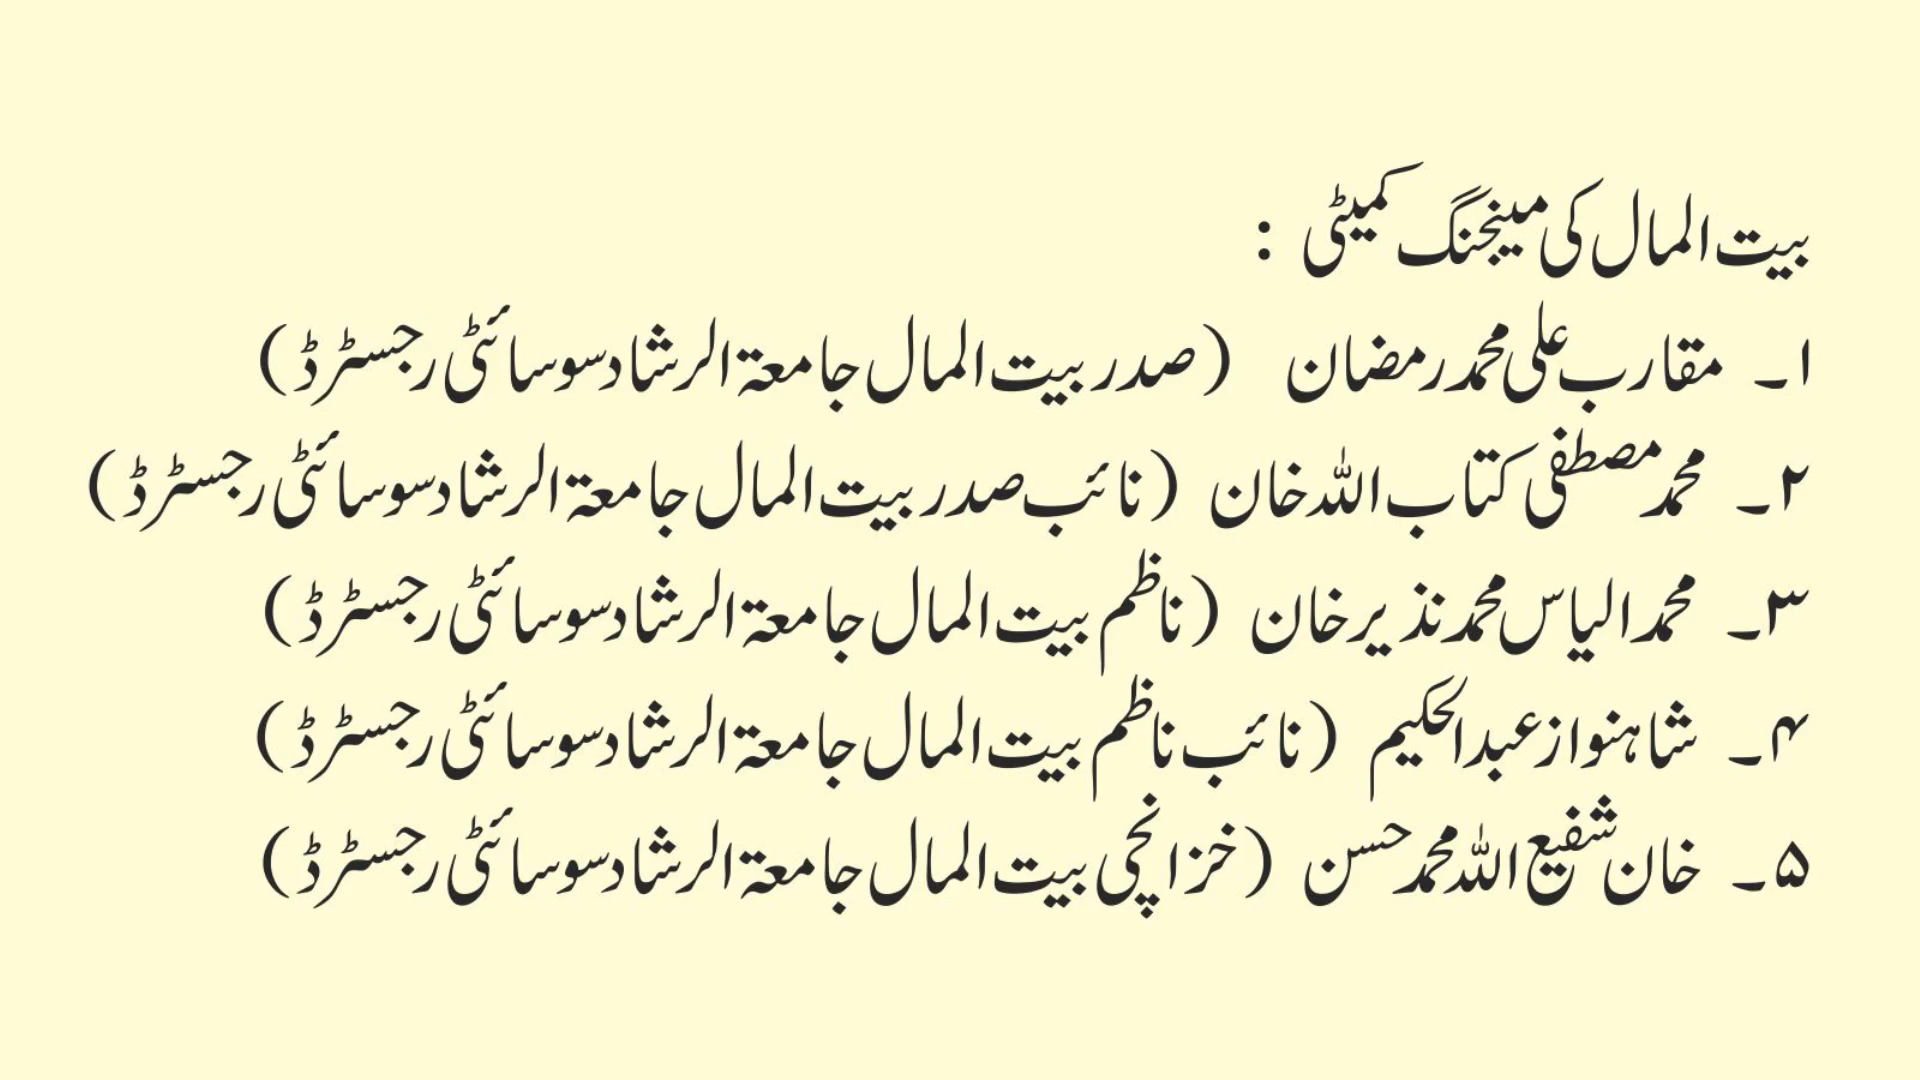 بیت المال کی مینجنگ کمیٹی :
۱۔ مقارب علی محمد رمضان (صدر بیت المال جامعۃ الرشاد سوسائٹی رجسٹرڈ)
۲۔ محمد مصطفی کتاب اللہ خان (نائب صدر بیت المال جامعۃ الرشاد سوسائٹی رجسٹرڈ)
۳۔ محمد الیاس محمد نذیر خان (ناظم بیت المال جامعۃ الرشاد سوسائٹی رجسٹرڈ)
۴۔ شاہنواز عبدالحکیم (نائب ناظم بیت المال جامعۃ الرشاد سوسائٹی رجسٹرڈ)
۵۔ خان شفیع اللہ محمد حسن (خزانچی بیت المال جامعۃ الرشاد سوسائٹی رجسٹرڈ)